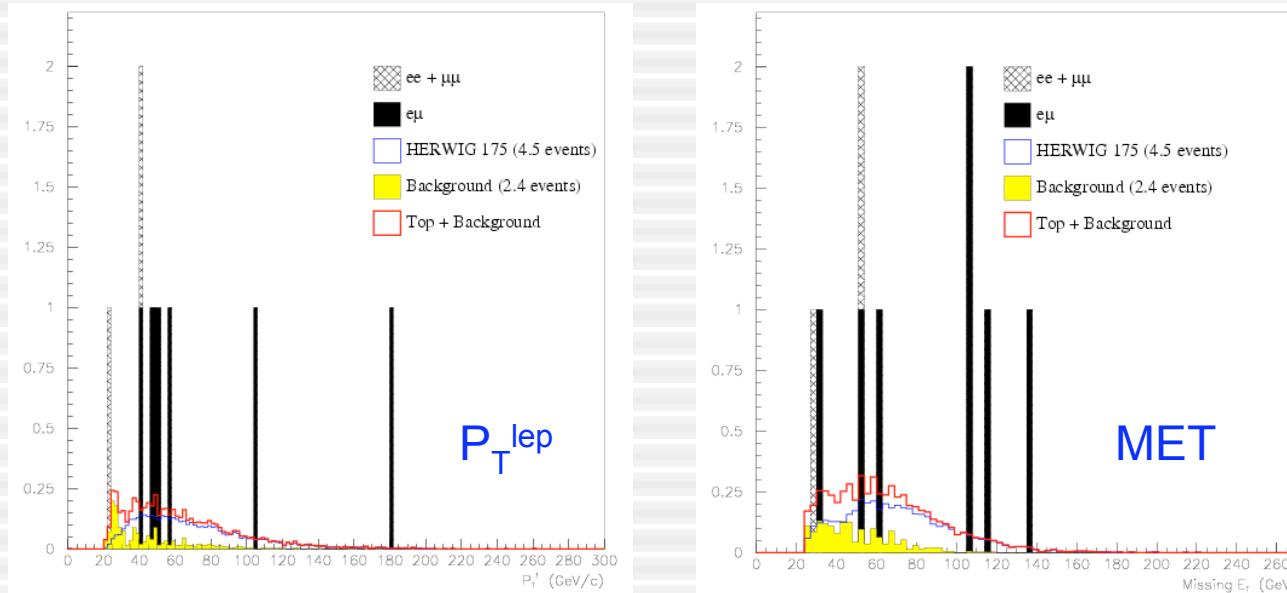 2
1.75
1.5
1.25
1
0.75
0.5
0.25
0
0 20 40 60 80 100 120 140 160 180 200 220 240 260 280 300
ee + μμ
eμ
HERWIG 175 (4.5 events)
Background (2.4 events)
Top + Background
P_T^lep
P_T' (GeV/c)
2
1.75
1.5
1.25
1
0.75
0.5
0.25
0
0 20 40 60 80 100 120 140 160 180 200 220 240 260
ee + μμ
eμ
HERWIG 175 (4.5 events)
Background (2.4 events)
Top + Background
MET
Missing E_T (GeV